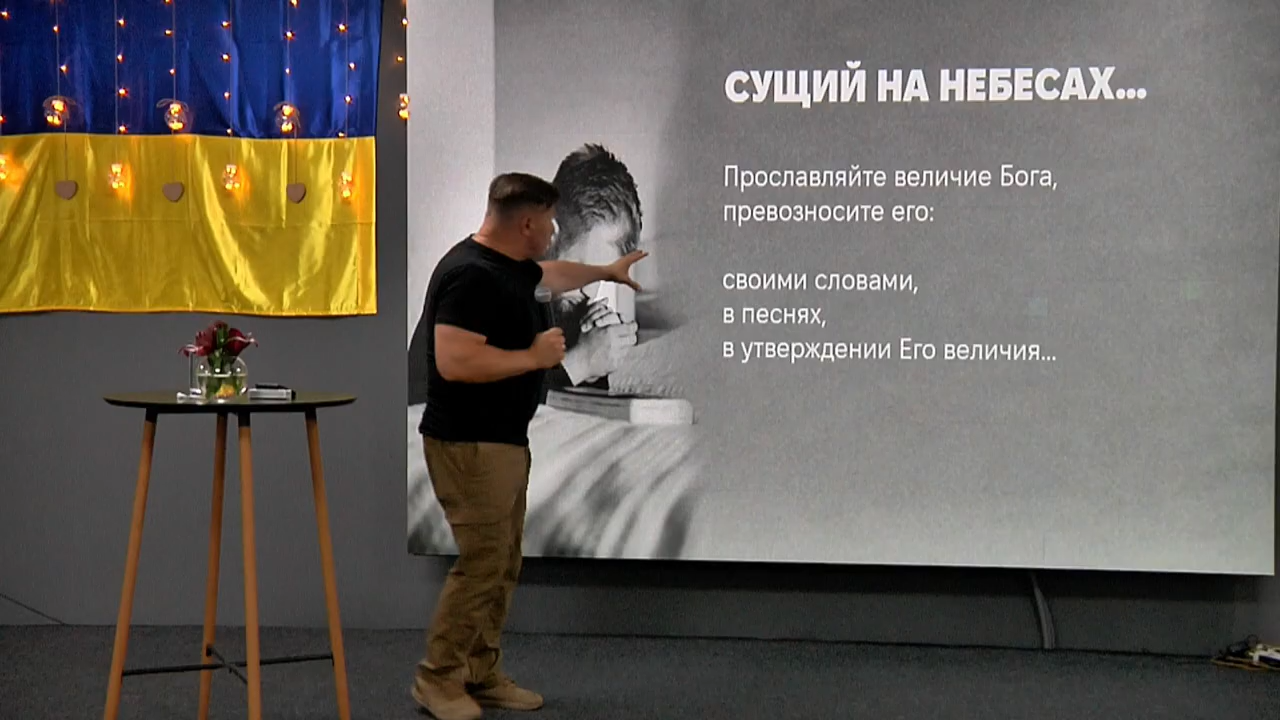 СУЩИЙ НА НЕБЕСАХ...
Прославляйте величие Бога,
превозносите его:
своими словами,
в песнях,
в утверждении Его величия...